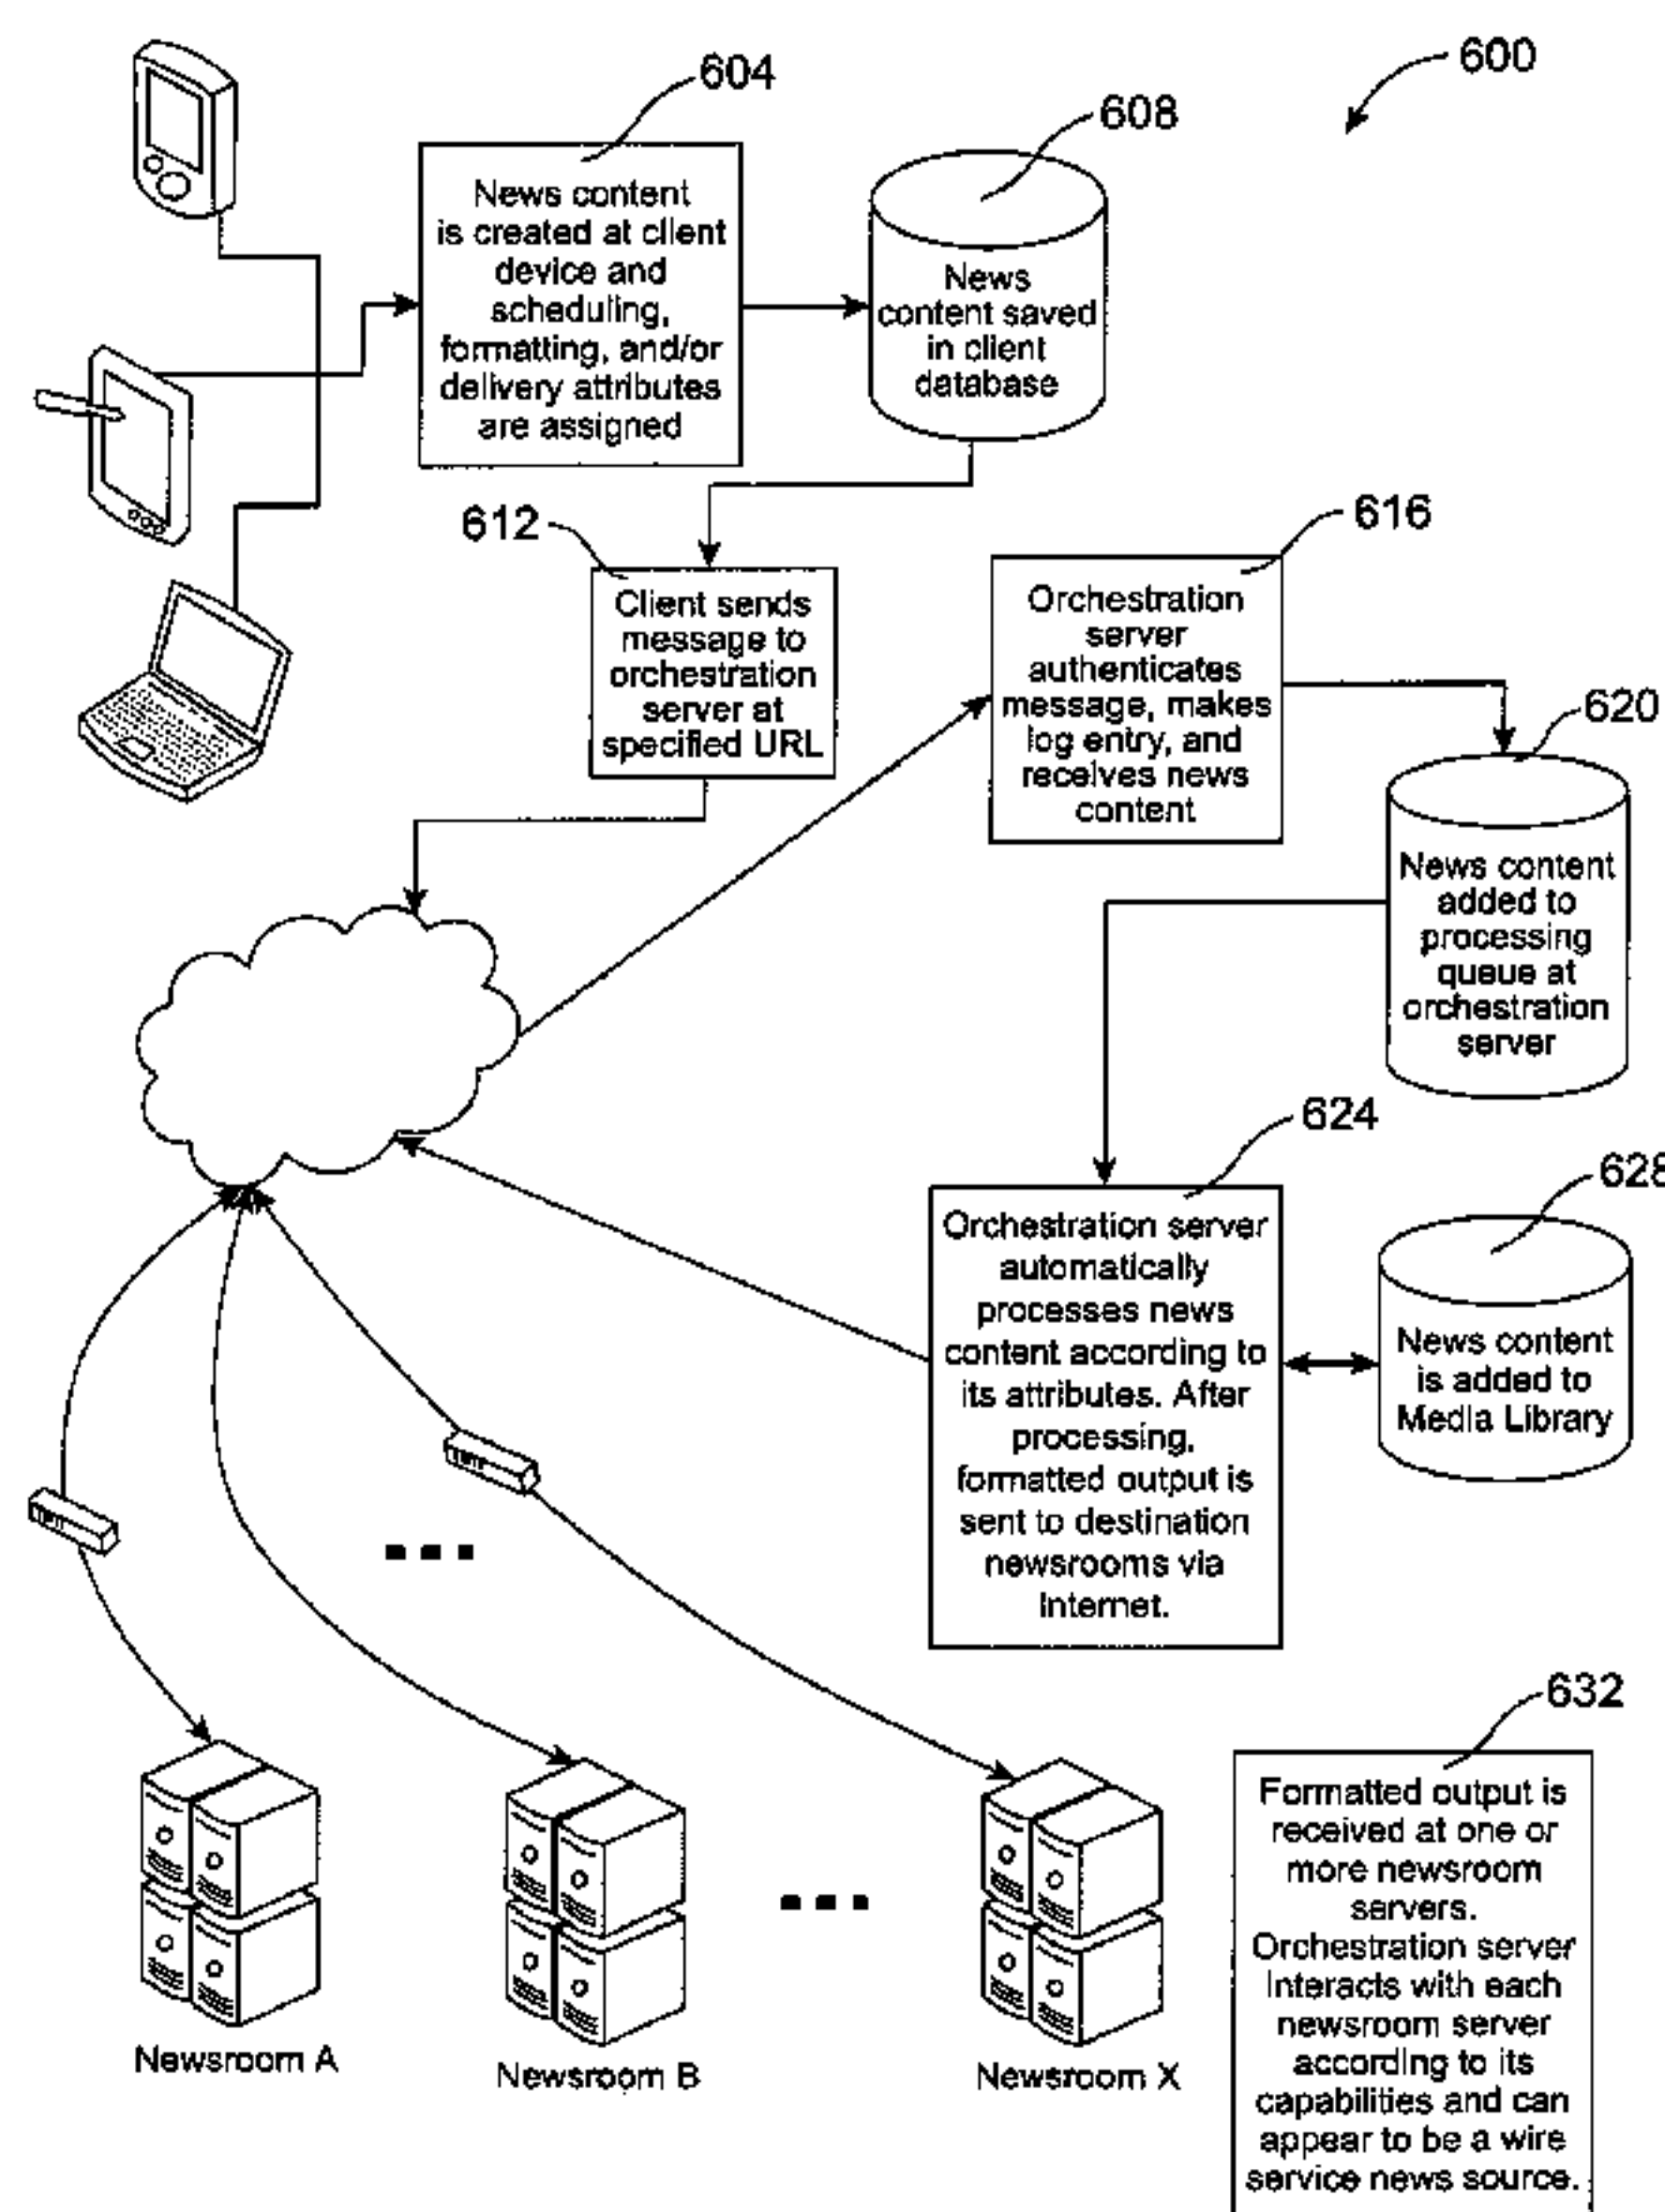 600
604
News content
is created at client
device and
scheduling,
formatting, and/or
delivery attributes
are assigned
608
News
content saved
in client
database
612
Client sends
message to
orchestration
server at
specified URL
616
Orchestration
server
authenticates
message, makes
log entry, and
receives news
content
620
News content
added to
processing
queue at
orchestration
server
624
Orchestration server
automatically
processes news
content according to
its attributes. After
processing,
formatted output is
sent to destination
newsrooms via
Internet.
628
News content
is added to
Media Library
632
Formatted output is
received at one or
more newsroom
servers.
Orchestration server
interacts with each
newsroom server
according to its
capabilities and can
appear to be a wire
service news source.
Newsroom A
Newsroom B
Newsroom X